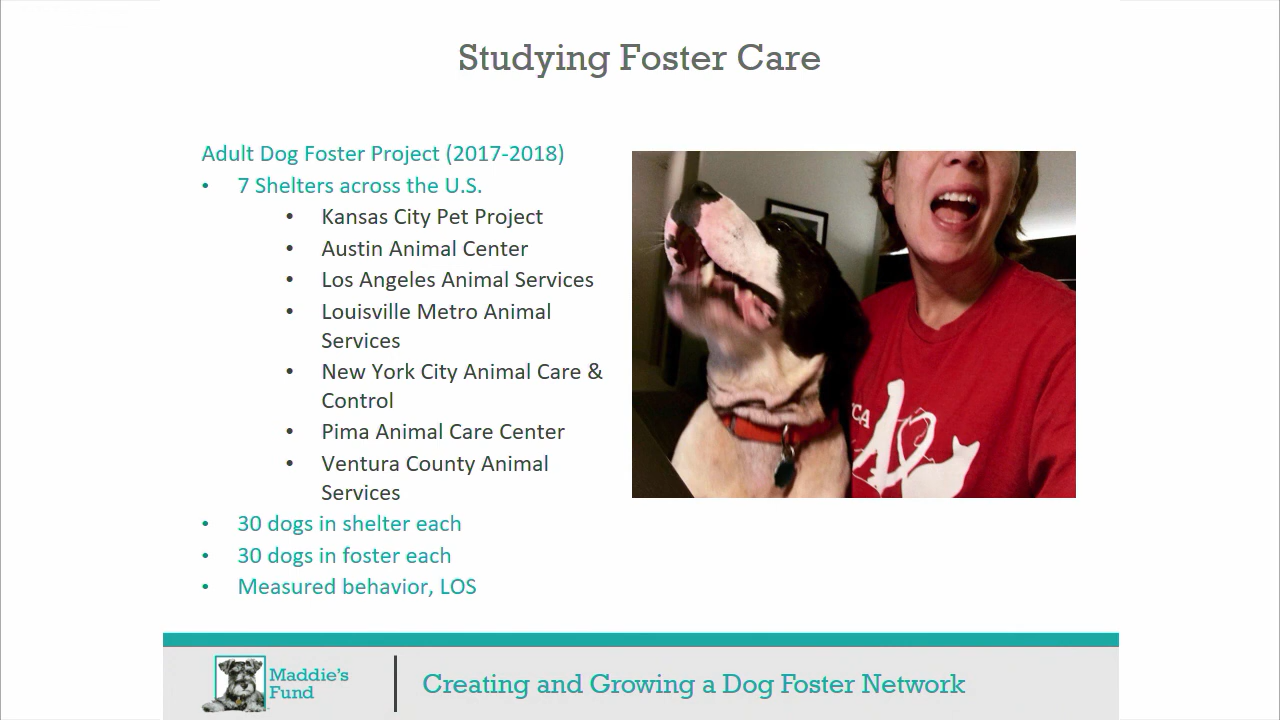 Studying Foster Care
Adult Dog Foster Project (2017-2018)
• 7 Shelters across the U.S.
• Kansas City Pet Project
• Austin Animal Center
• Los Angeles Animal Services
• Louisville Metro Animal
Services
• New York City Animal Care &
Control
• Pima Animal Care Center
• Ventura County Animal
Services
• 30 dogs in shelter each
• 30 dogs in foster each
• Measured behavior, LOS
Maddie's
Fund
Creating and Growing a Dog Foster Network